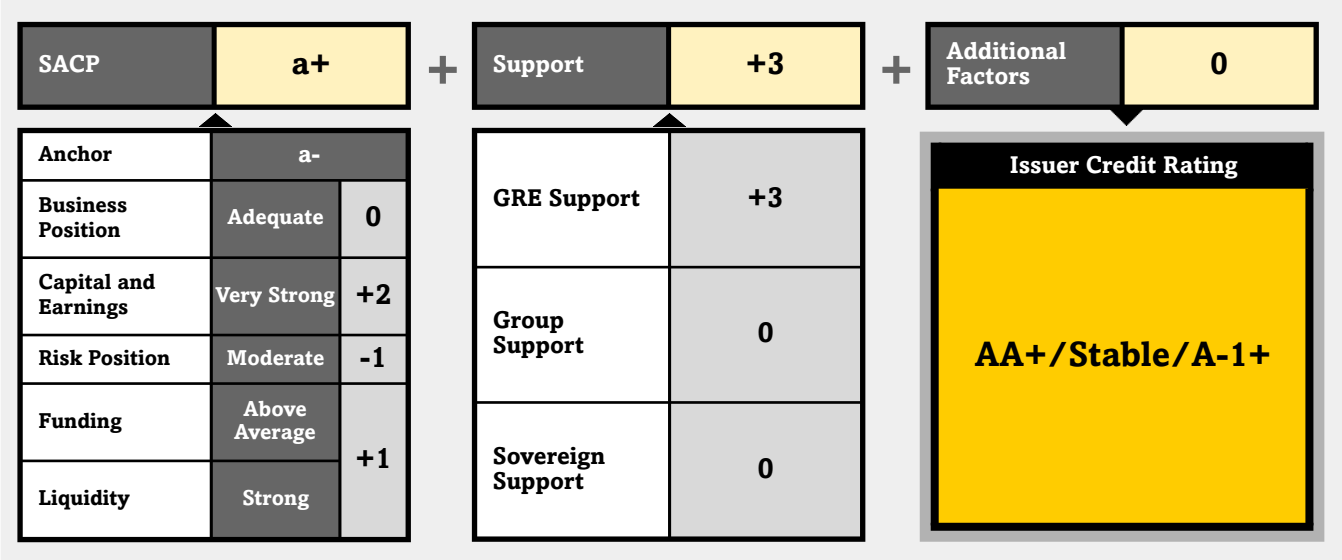 SACP
a+
+
Support
+3
+
Additional
Factors
0
Anchor
a-
Business
Position
Adequate
0
Capital and
Earnings
Very Strong
+2
Risk Position
Moderate
-1
Funding
Above
Average
+1
Liquidity
Strong
GRE Support
+3
Group
Support
0
Sovereign
Support
0
Issuer Credit Rating
AA+/Stable/A-1+